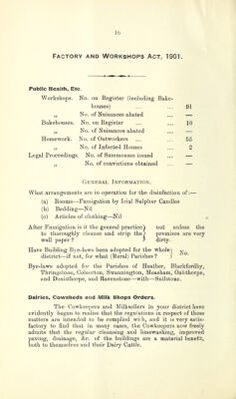 16
FACTORY AND WORKSHOPS ACT, 1901.
Public Health, Etc.
Workshops. No. on Register (including Bake-
houses) ... ... 91
„ No. of Nuisances abated ... —
Bakehouses. No. on Register ... ... 10
„ No. of Nuisances abated ... —
Homework. No. of Outworkers ... ... 55
„ No. of Infected Houses ... 2
Legal Proceedings. No. of Summonses issued ... —
„ No. of convictions obtained ... —
GENERAL INFORMATION.
What arrangements are in operation for the disinfection of:—
(a) Rooms—Fumigation by Sulphur Candles
(b) Bedding—Nil
(c) Articles of clothing—Nil
After Fumigation is it the general practice } not unless the
to thoroughly cleanse and strip the } premises are very
wall paper? } dirty.
Have Building Bye-laws been adopted for the whole }
district—if not, for what (Rural) Parishes? } No.
Bye-laws adopted for the Parishes of Heather, Blackfordby,
Thringstone, Coleorton, Swannington, Measham, Oakthorpe,
and Donisthorpe, and Ravenstone—with—Snibstone.
Dairies, Cowsheds and Milk Shops Orders.
The Cowkeepers and Milksellers in your district have
evidently begun to realise that the regulations in respect of these
matters are intended to be complied with, and it is very satis-
factory to find that in many cases, the Cowkeepers now freely
admit that the regular cleansing and limewashing, improved
paving, drainage, &c. of the buildings are a material benefit,
both to themselves and their Dairy Cattle.